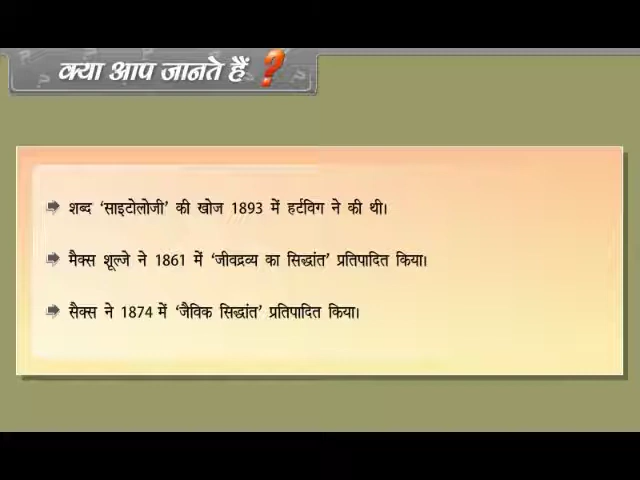 क्या आप जानते हैं ?
शब्द ‘साइटोलोजी’ की खोज 1893 में हर्टविग ने की थी।
मैक्स शूल्जे ने 1861 में ‘जीवद्रव्य का सिद्धांत’ प्रतिपादित किया।
सैक्स ने 1874 में ‘जैविक सिद्धांत’ प्रतिपादित किया।